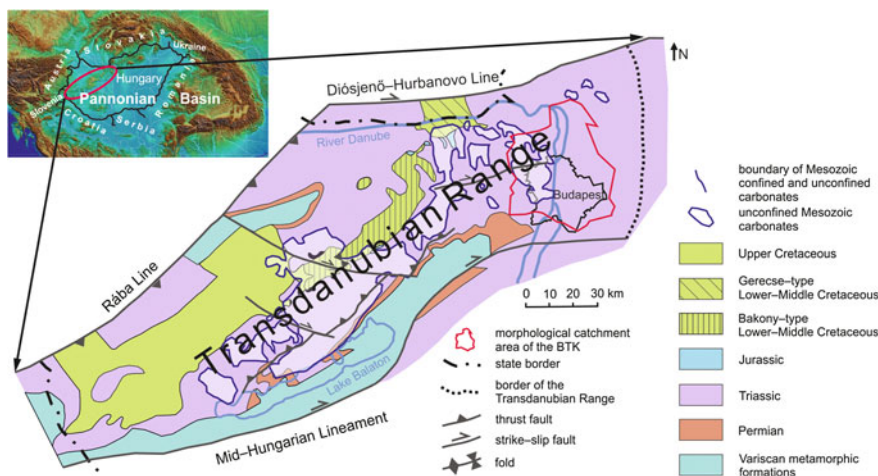 Slovakia
Ukraine
Austria
Hungary
Romania
Slovenia
Pannonian
Basin
Croatia
Serbia
N
Diósjenő–Hurbanovo Line
River Danube
Budapest
Transdanubian Range
Rába Line
Lake Balaton
Mid–Hungarian Lineament
0 10 20 30 km
morphological catchment
area of the BTK
state border
border of the
Transdanubian Range
thrust fault
strike–slip fault
fold
boundary of Mesozoic
confined and unconfined
carbonates
unconfined Mesozoic
carbonates
Upper Cretaceous
Gerecse–type
Lower–Middle Cretaceous
Bakony–type
Lower–Middle Cretaceous
Jurassic
Triassic
Permian
Variscan metamorphic
formations